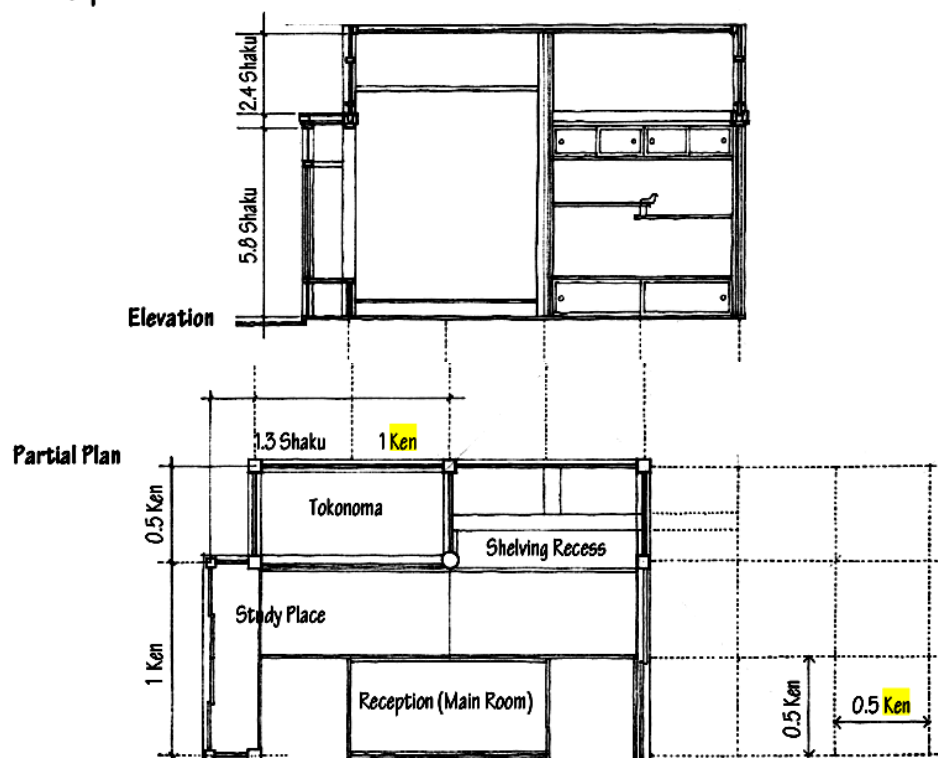 2.4 Shaku
5.8 Shaku
Elevation
1.3 Shaku
1 Ken
Partial Plan
0.5 Ken
Tokonoma
Shelving Recess
Study Place
1 Ken
Reception (Main Room)
0.5 Ken
0.5 Ken